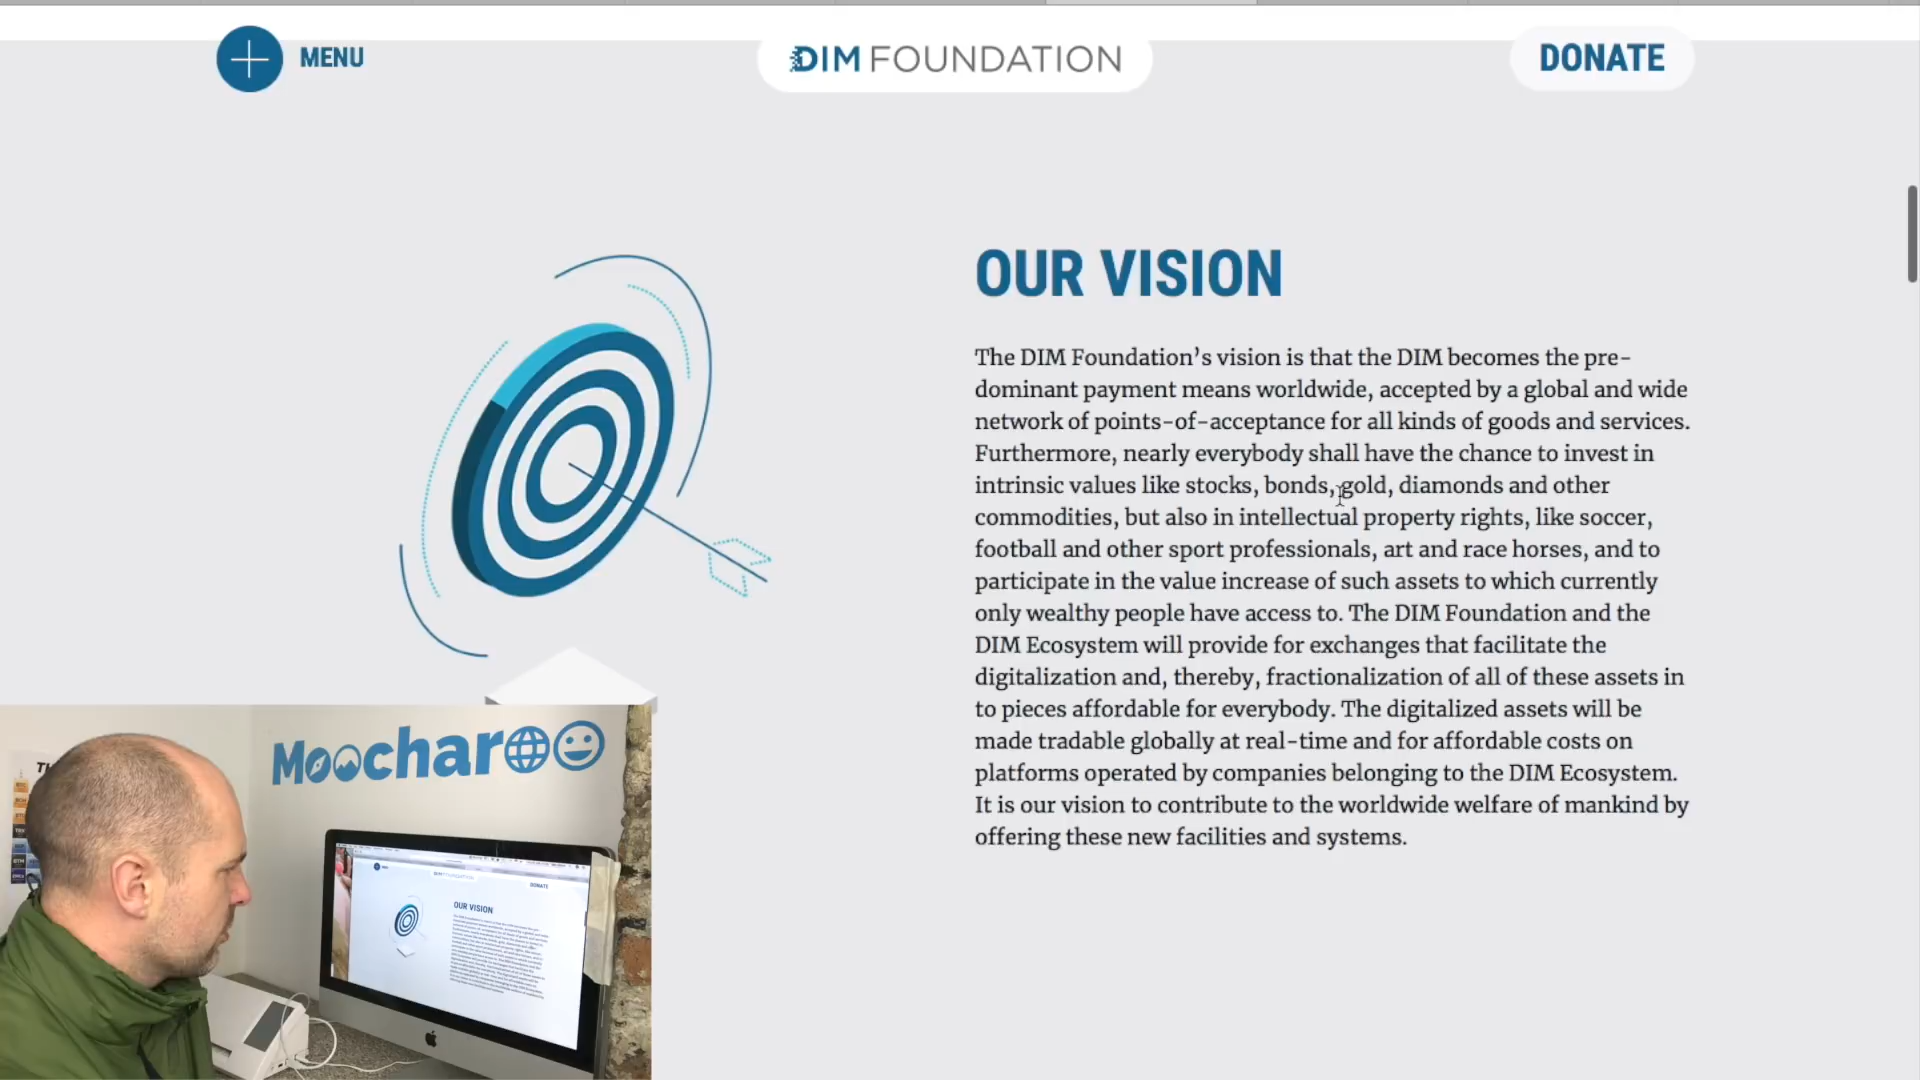 MENU
DIM FOUNDATION
DONATE
OUR VISION
The DIM Foundation’s vision is that the DIM becomes the pre-
dominant payment means worldwide, accepted by a global and wide
network of points-of-acceptance for all kinds of goods and services.
Furthermore, nearly everybody shall have the chance to invest in
intrinsic values like stocks, bonds, gold, diamonds and other
commodities, but also in intellectual property rights, like soccer,
football and other sport professionals, art and race horses, and to
participate in the value increase of such assets to which currently
only wealthy people have access to. The DIM Foundation and the
DIM Ecosystem will provide for exchanges that facilitate the
digitalization and, thereby, fractionalization of all of these assets in
to pieces affordable for everybody. The digitalized assets will be
made tradable globally at real-time and for affordable costs on
platforms operated by companies belonging to the DIM Ecosystem.
It is our vision to contribute to the worldwide welfare of mankind by
offering these new facilities and systems.
Moocharoo
DIM FOUNDATION
DONATE
OUR VISION